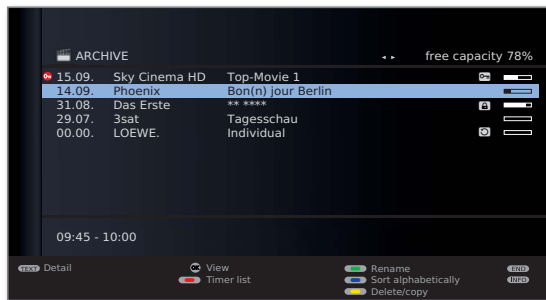 ARCHIVE free capacity 78%
15.09. Sky Cinema HD Top-Movie 1
14.09. Phoenix Bon(n) jour Berlin
31.08. Das Erste ** ****
29.07. 3sat Tagesschau
00.00. LOEWE. Individual
09:45 - 10:00
TEXT Detail OK View Rename END
Timer list Sort alphabetically INFO
Delete/copy